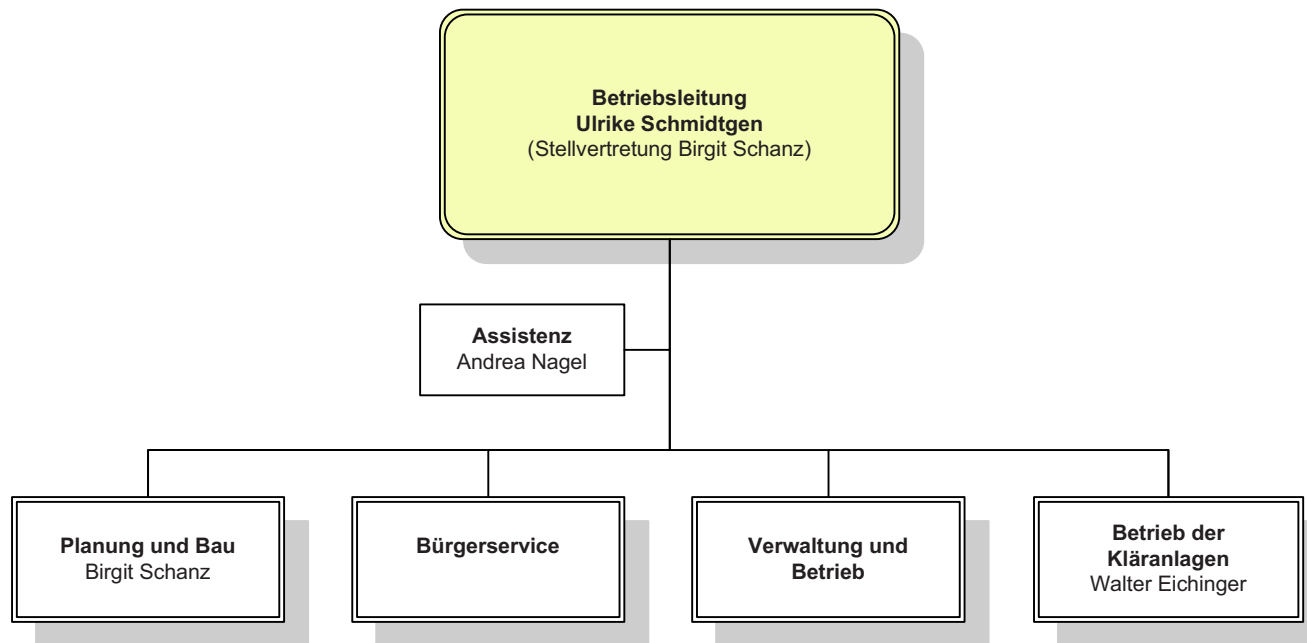 Betriebsleitung
Ulrike Schmidtgen
(Stellvertretung Birgit Schanz)
Assistenz
Andrea Nagel
Planung und Bau
Birgit Schanz
Bürgerservice
Verwaltung und
Betrieb
Betrieb der
Kläranlagen
Walter Eichinger